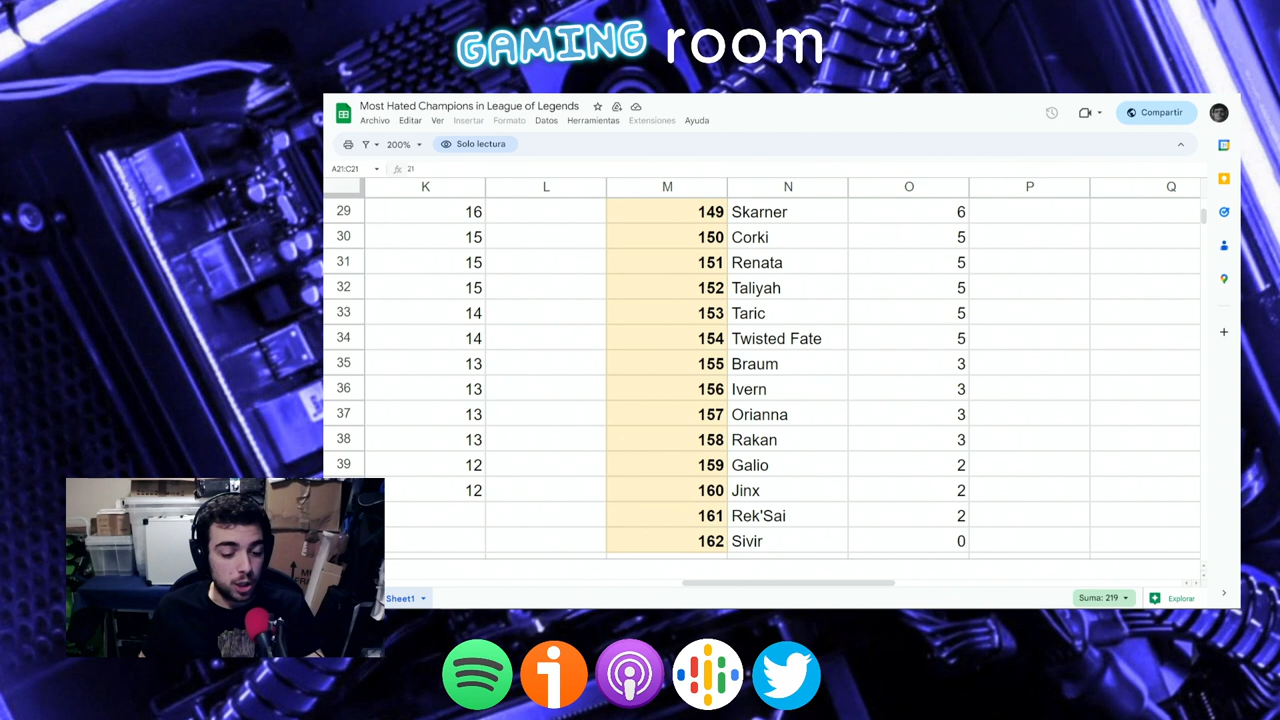 GAMING room
Most Hated Champions in League of Legends
Archivo Editar Ver Insertar Formato Datos Herramientas Extensiones Ayuda
Compartir
200% Solo lectura
A21:C21 fx 21
K L M N O P Q
29 16 149 Skarner 6
30 15 150 Corki 5
31 15 151 Renata 5
32 15 152 Taliyah 5
33 14 153 Taric 5
34 14 154 Twisted Fate 5
35 13 155 Braum 3
36 13 156 Ivern 3
37 13 157 Orianna 3
38 13 158 Rakan 3
39 12 159 Galio 2
12 160 Jinx 2
161 Rek'Sai 2
162 Sivir 0
Sheet1 Suma: 219 Explorar